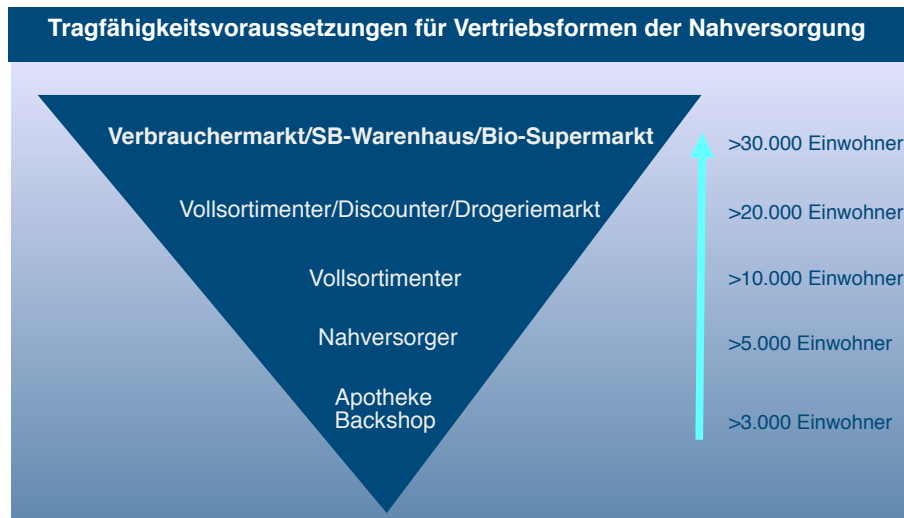 Tragfähigkeitsvoraussetzungen für Vertriebsformen der Nahversorgung
Verbrauchermarkt/SB-Warenhaus/Bio-Supermarkt
>30.000 Einwohner
Vollsortimenter/Discounter/Drogeriemarkt
>20.000 Einwohner
Vollsortimenter
>10.000 Einwohner
Nahversorger
>5.000 Einwohner
Apotheke
Backshop
>3.000 Einwohner